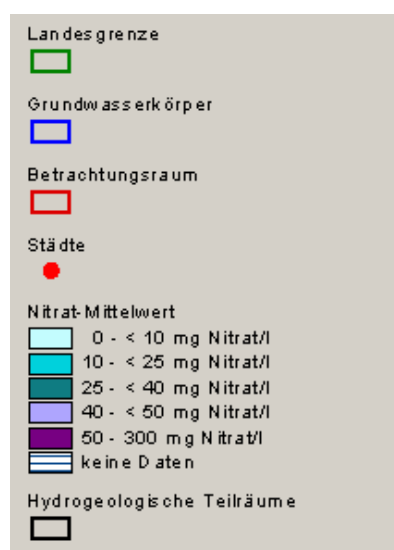 Landesgrenze
Grundwasserkörper
Betrachtungsraum
Städte
Nitrat-Mittelwert
0 - < 10 mg Nitrat/l
10 - < 25 mg Nitrat/l
25 - < 40 mg Nitrat/l
40 - < 50 mg Nitrat/l
50 - 300 mg Nitrat/l
keine Daten
Hydrogeologische Teilräume